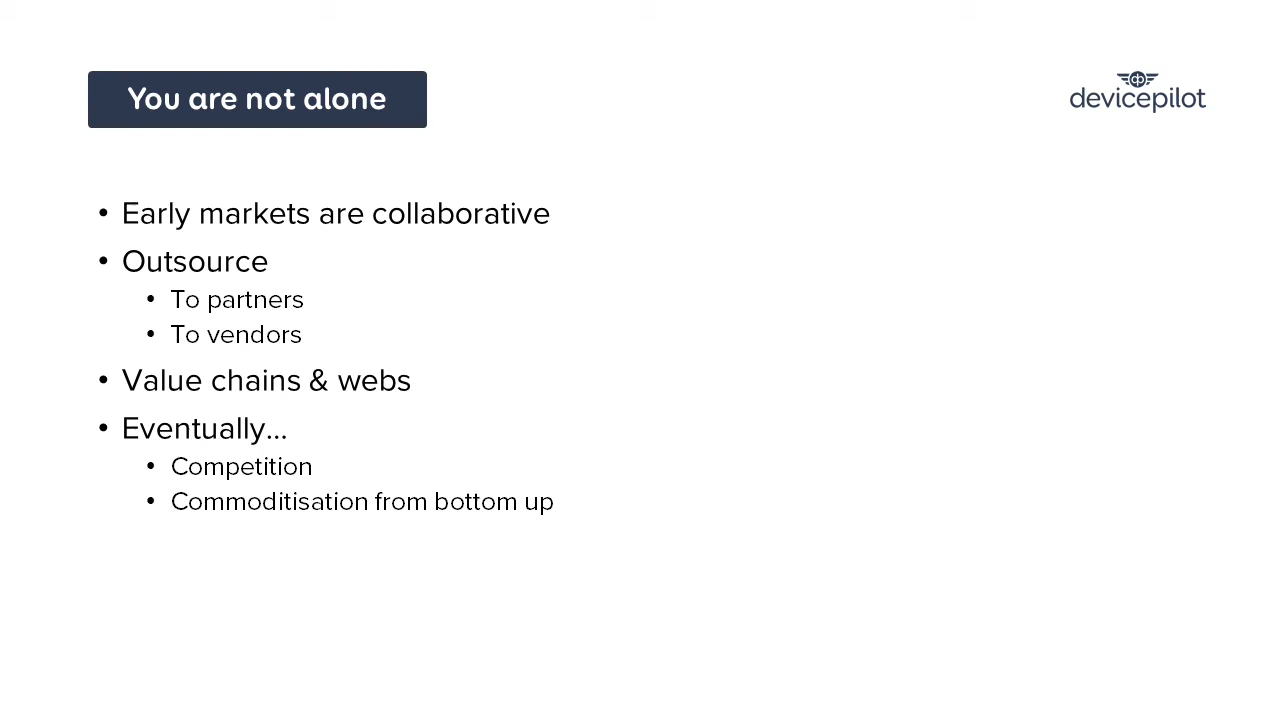 You are not alone
devicepilot
• Early markets are collaborative
• Outsource
• To partners
• To vendors
• Value chains & webs
• Eventually...
• Competition
• Commoditisation from bottom up